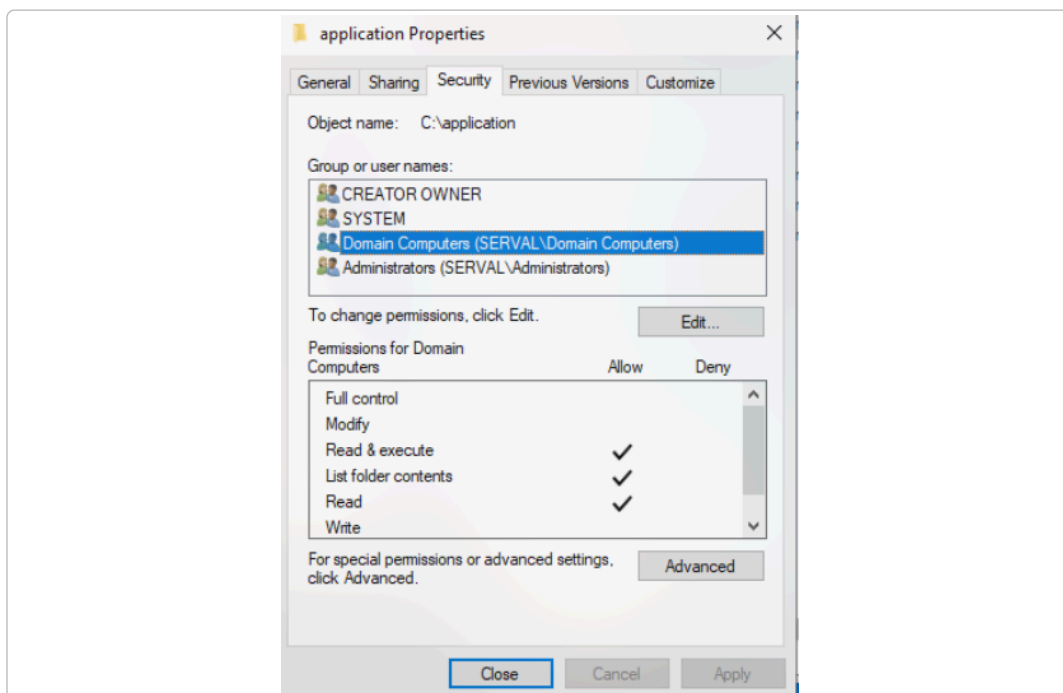 application Properties
General Sharing Security Previous Versions Customize
Object name: C:\application
Group or user names:
CREATOR OWNER
SYSTEM
Domain Computers (SERVAL\Domain Computers)
Administrators (SERVAL\Administrators)
To change permissions, click Edit.
Edit...
Permissions for Domain
Computers Allow Deny
Full control
Modify
Read & execute
List folder contents
Read
Write
For special permissions or advanced settings,
click Advanced.
Advanced
Close Cancel Apply